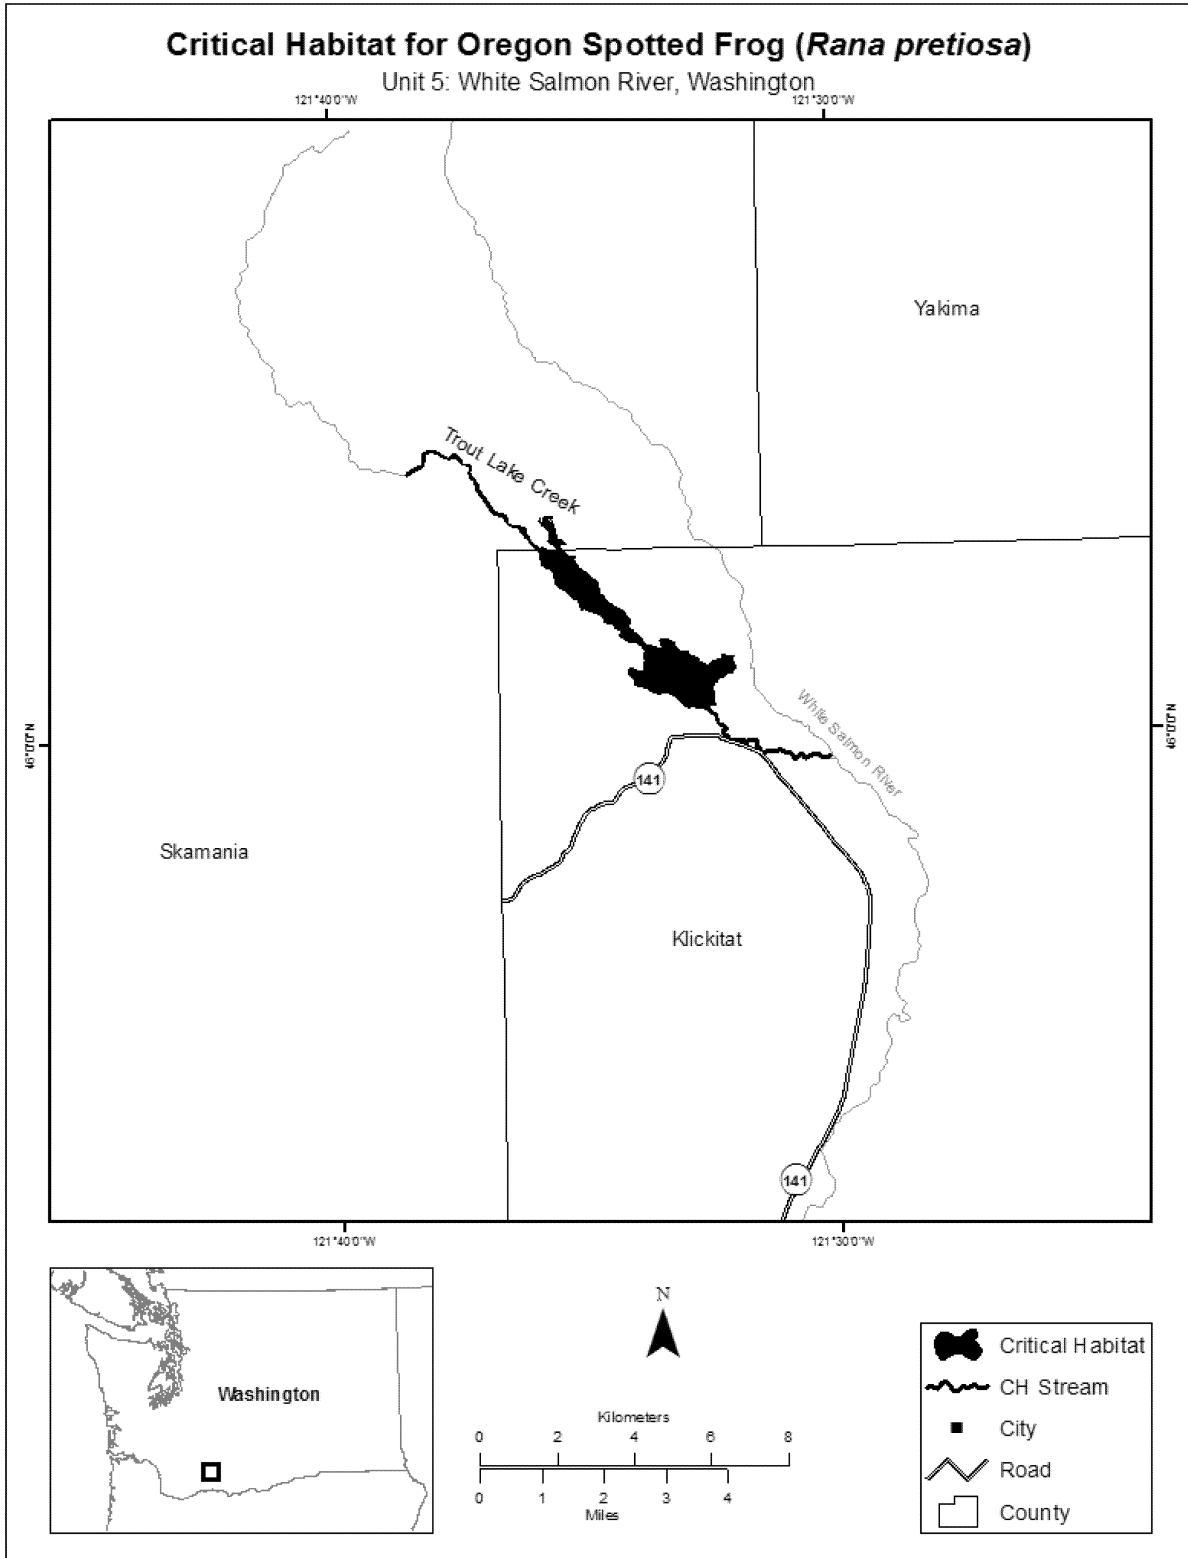 Critical Habitat for Oregon Spotted Frog (Rana pretiosa)
Unit 5: White Salmon River, Washington
121°40'0"W
121°30'0"W
Yakima
Trout Lake Creek
White Salmon River
46°0'0"N
46°0'0"N
141
Skamania
Klickitat
141
121°40'0"W
121°30'0"W
Washington
N
Kilometers
0 2 4 6 8
0 1 2 3 4
Miles
Critical Habitat
CH Stream
City
Road
County